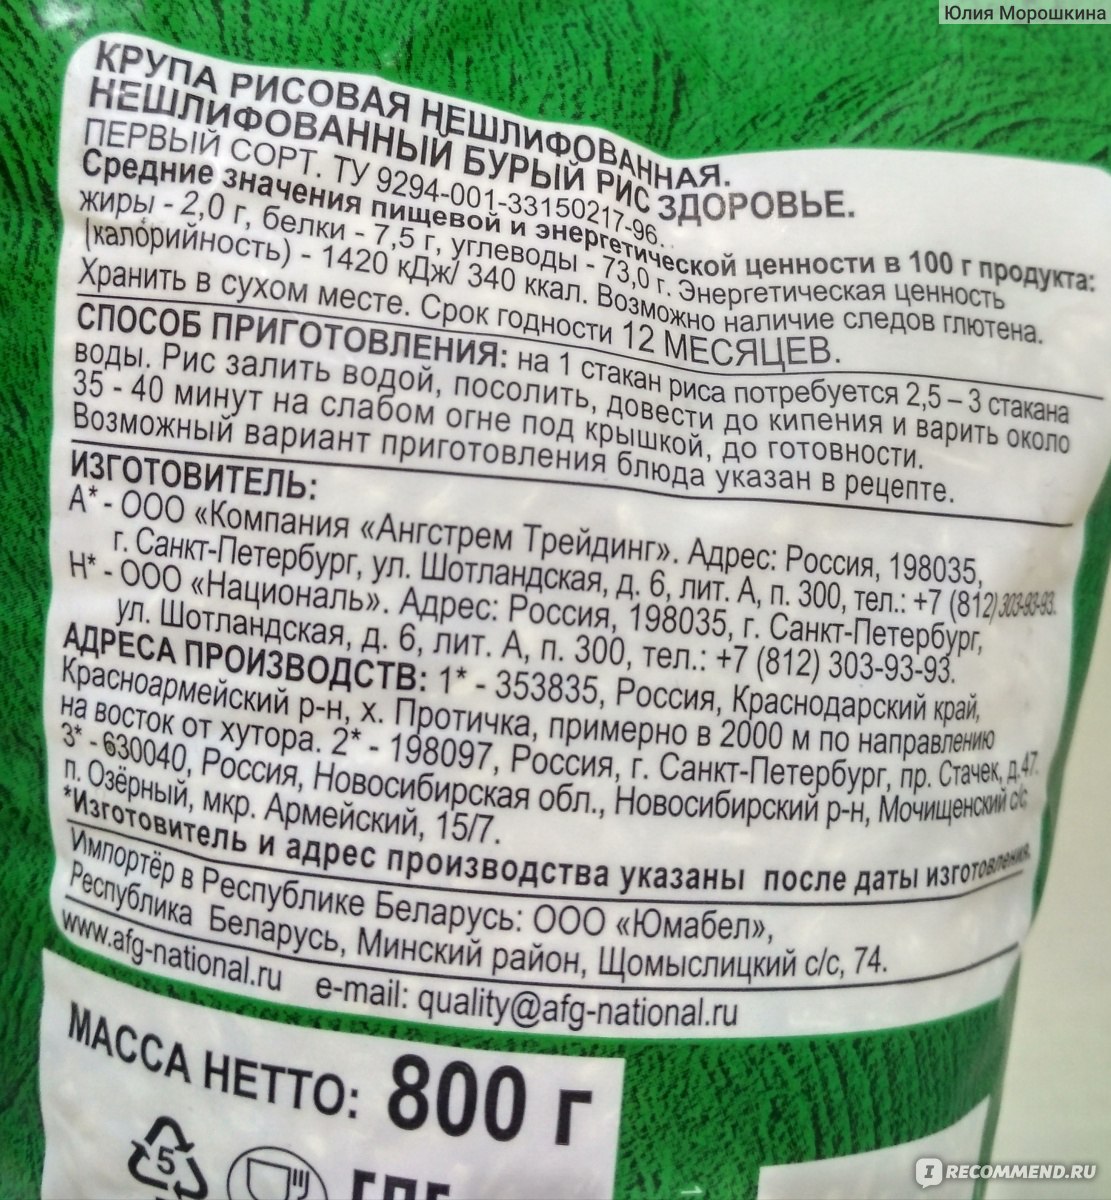 Юлия Морошкина
КРУПА РИСОВАЯ НЕШЛИФОВАННАЯ.
НЕШЛИФОВАННЫЙ БУРЫЙ РИС ЗДОРОВЬЕ.
ПЕРВЫЙ СОРТ. ТУ 9294-001-33150217-96.
Средние значения пищевой и энергетической ценности в 100 г продукта:
жиры - 2,0 г, белки - 7,5 г, углеводы - 73,0 г. Энергетическая ценность
(калорийность) - 1420 кДж/ 340 ккал. Возможно наличие следов глютена.
Хранить в сухом месте. Срок годности 12 МЕСЯЦЕВ.
СПОСОБ ПРИГОТОВЛЕНИЯ: на 1 стакан риса потребуется 2,5 – 3 стакана
воды. Рис залить водой, посолить, довести до кипения и варить около
35 - 40 минут на слабом огне под крышкой, до готовности.
Возможный вариант приготовления блюда указан в рецепте.
ИЗГОТОВИТЕЛЬ:
А* - ООО «Компания «Ангстрем Трейдинг». Адрес: Россия, 198035,
г. Санкт-Петербург, ул. Шотландская, д. 6, лит. А, п. 300, тел.: +7 (812) 303-93-93.
Н* - ООО «Националь». Адрес: Россия, 198035, г. Санкт-Петербург,
ул. Шотландская, д. 6, лит. А, п. 300, тел.: +7 (812) 303-93-93.
АДРЕСА ПРОИЗВОДСТВ: 1* - 353835, Россия, Краснодарский край,
Красноармейский р-н, х. Протичка, примерно в 2000 м по направлению
на восток от хутора. 2* - 198097, Россия, г. Санкт-Петербург, пр. Стачек, д.47.
3* - 630040, Россия, Новосибирская обл., Новосибирский р-н, Мочищенский с/с,
п. Озёрный, мкр. Армейский, 15/7.
*Изготовитель и адрес производства указаны после даты изготовления.
Импортёр в Республике Беларусь: ООО «Юмабел»,
Республика Беларусь, Минский район, Щомыслицкий с/с, 74.
www.afg-national.ru e-mail: quality@afg-national.ru
МАССА НЕТТО: 800 г
5
IRECOMMEND.RU